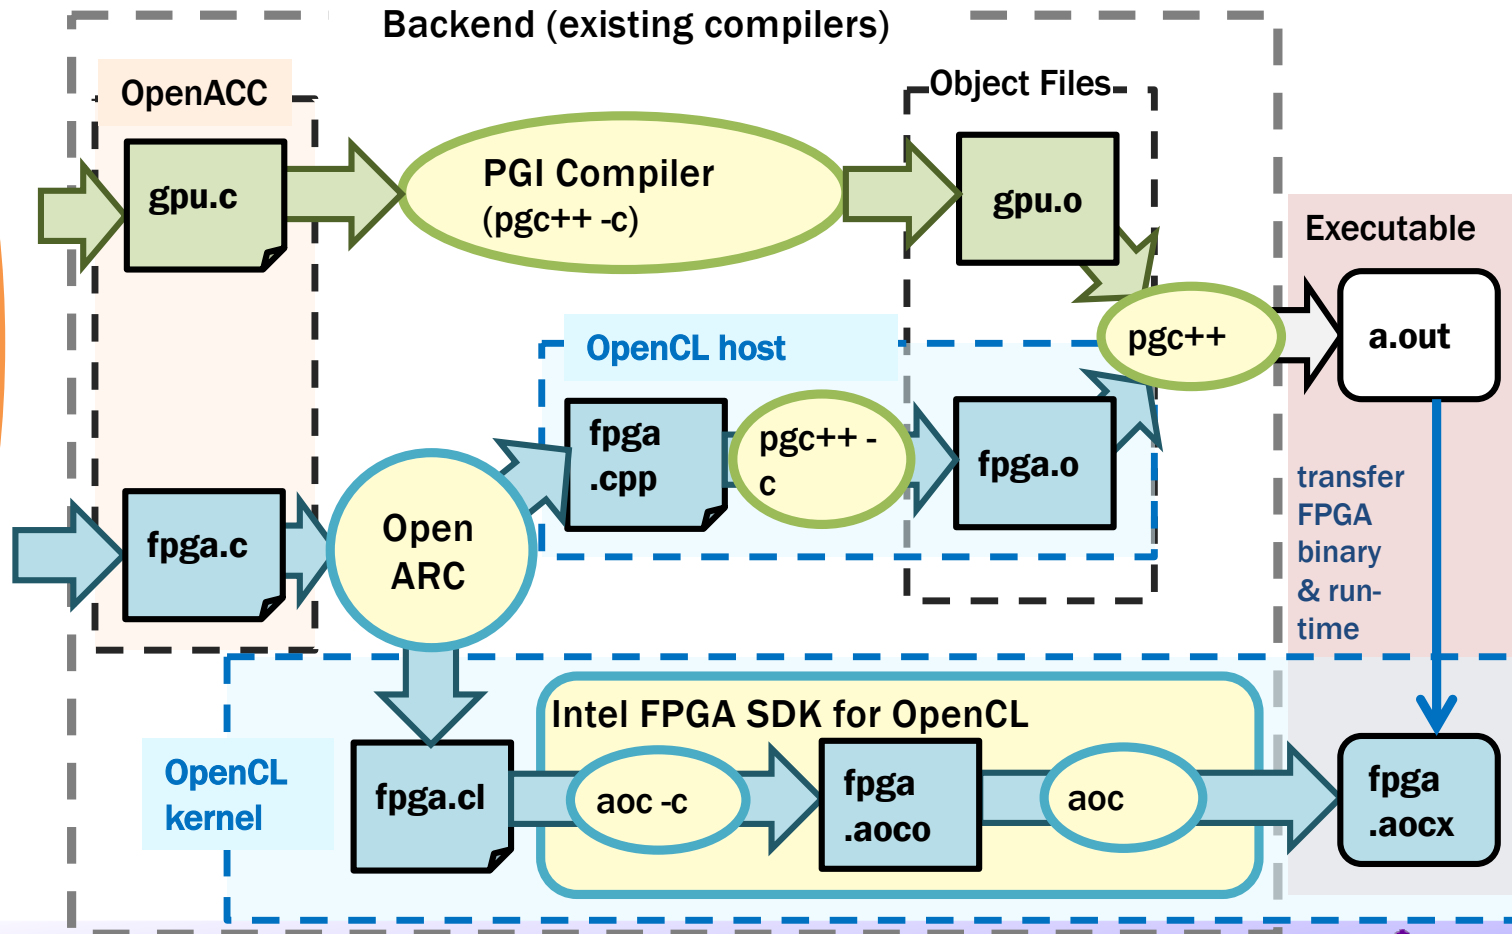 Backend (existing compilers)
OpenACC
Object Files
gpu.c
PGI Compiler
(pgc++ -c)
gpu.o
Executable
OpenCL host
pgc++
a.out
fpga
.cpp
pgc++ -
c
fpga.o
fpga.c
Open
ARC
transfer
FPGA
binary
& run-
time
Intel FPGA SDK for OpenCL
OpenCL
kernel
fpga.cl
aoc -c
fpga
.aoco
aoc
fpga
.aocx